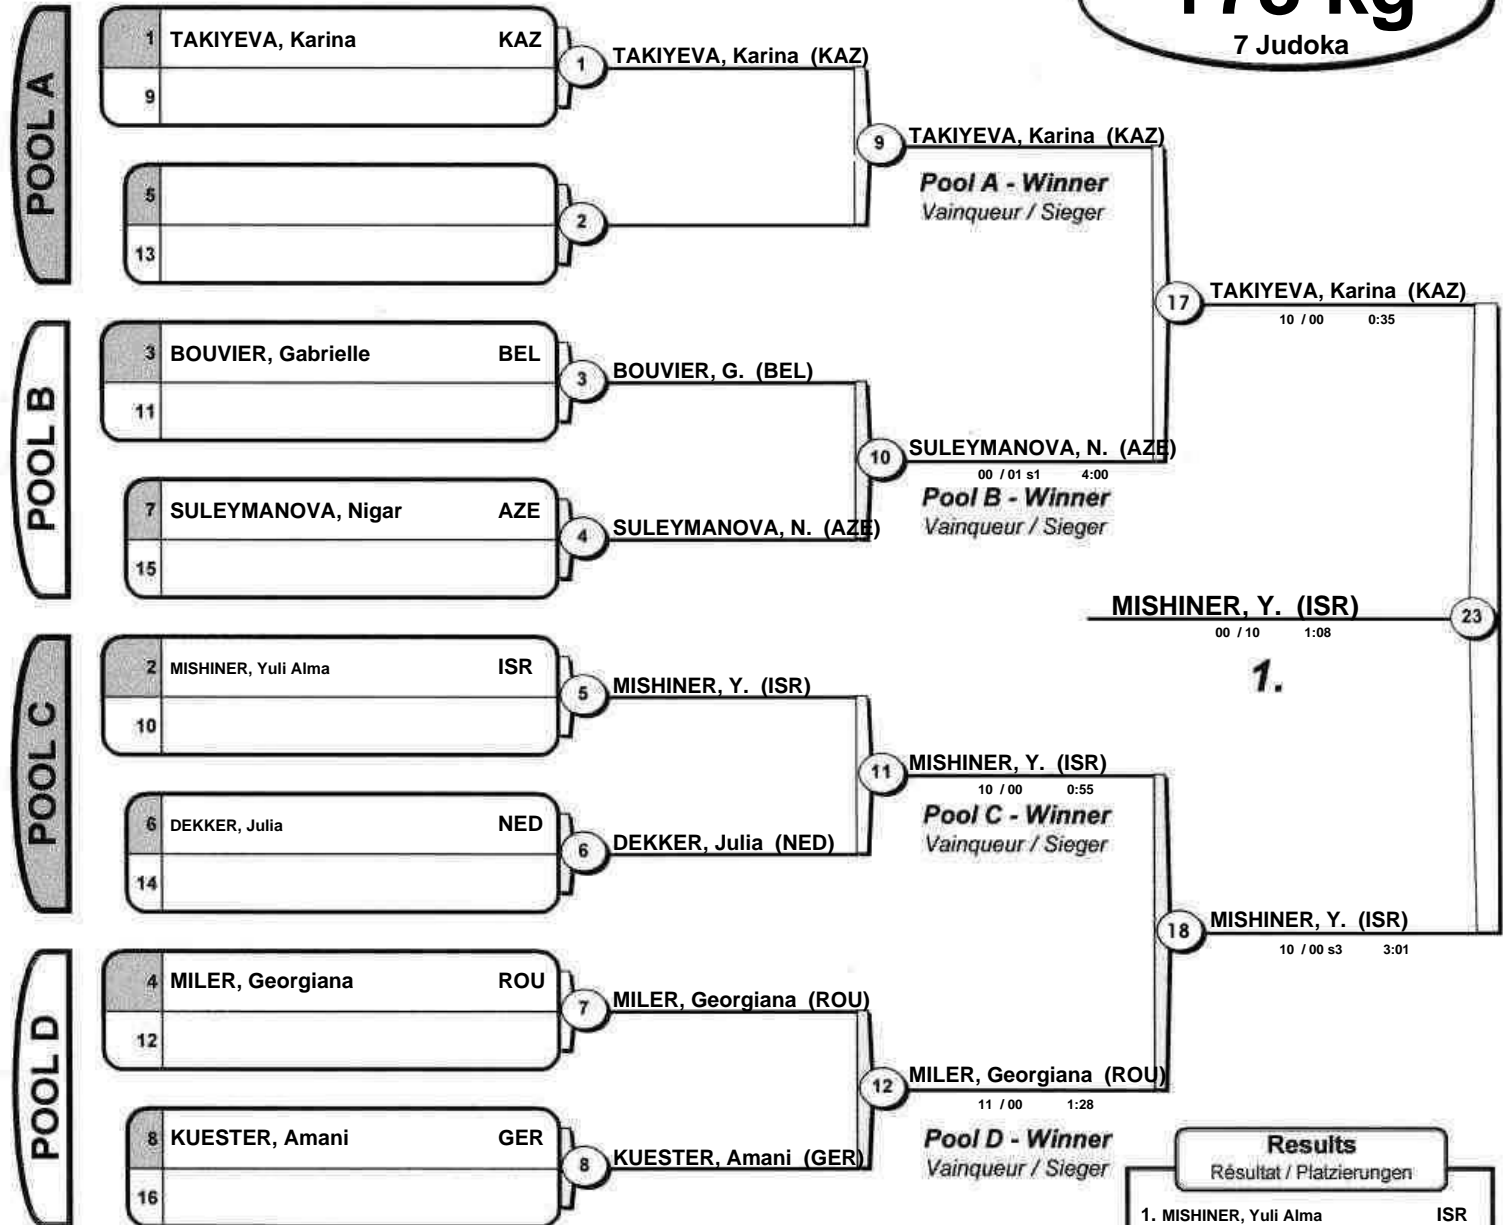 7 Judoka
POOL A
1 TAKIYEVA, Karina KAZ
9
5
13
1 TAKIYEVA, Karina (KAZ)
2
9 TAKIYEVA, Karina (KAZ)
Pool A - Winner
Vainqueur / Sieger
POOL B
3 BOUVIER, Gabrielle BEL
11
7 SULEYMANOVA, Nigar AZE
15
3 BOUVIER, G. (BEL)
4 SULEYMANOVA, N. (AZE)
10 SULEYMANOVA, N. (AZE)
00 / 01 s1 4:00
Pool B - Winner
Vainqueur / Sieger
17 TAKIYEVA, Karina (KAZ)
10 / 00 0:35
MISHINER, Y. (ISR) 23
00 / 10 1:08
1.
POOL C
2 MISHINER, Yuli Alma ISR
10
6 DEKKER, Julia NED
14
5 MISHINER, Y. (ISR)
6 DEKKER, Julia (NED)
11 MISHINER, Y. (ISR)
10 / 00 0:55
Pool C - Winner
Vainqueur / Sieger
18 MISHINER, Y. (ISR)
10 / 00 s3 3:01
POOL D
4 MILER, Georgiana ROU
12
8 KUESTER, Amani GER
16
7 MILER, Georgiana (ROU)
8 KUESTER, Amani (GER)
12 MILER, Georgiana (ROU)
11 / 00 1:28
Pool D - Winner
Vainqueur / Sieger
Results
Résultat / Platzierungen
1. MISHINER, Yuli Alma ISR